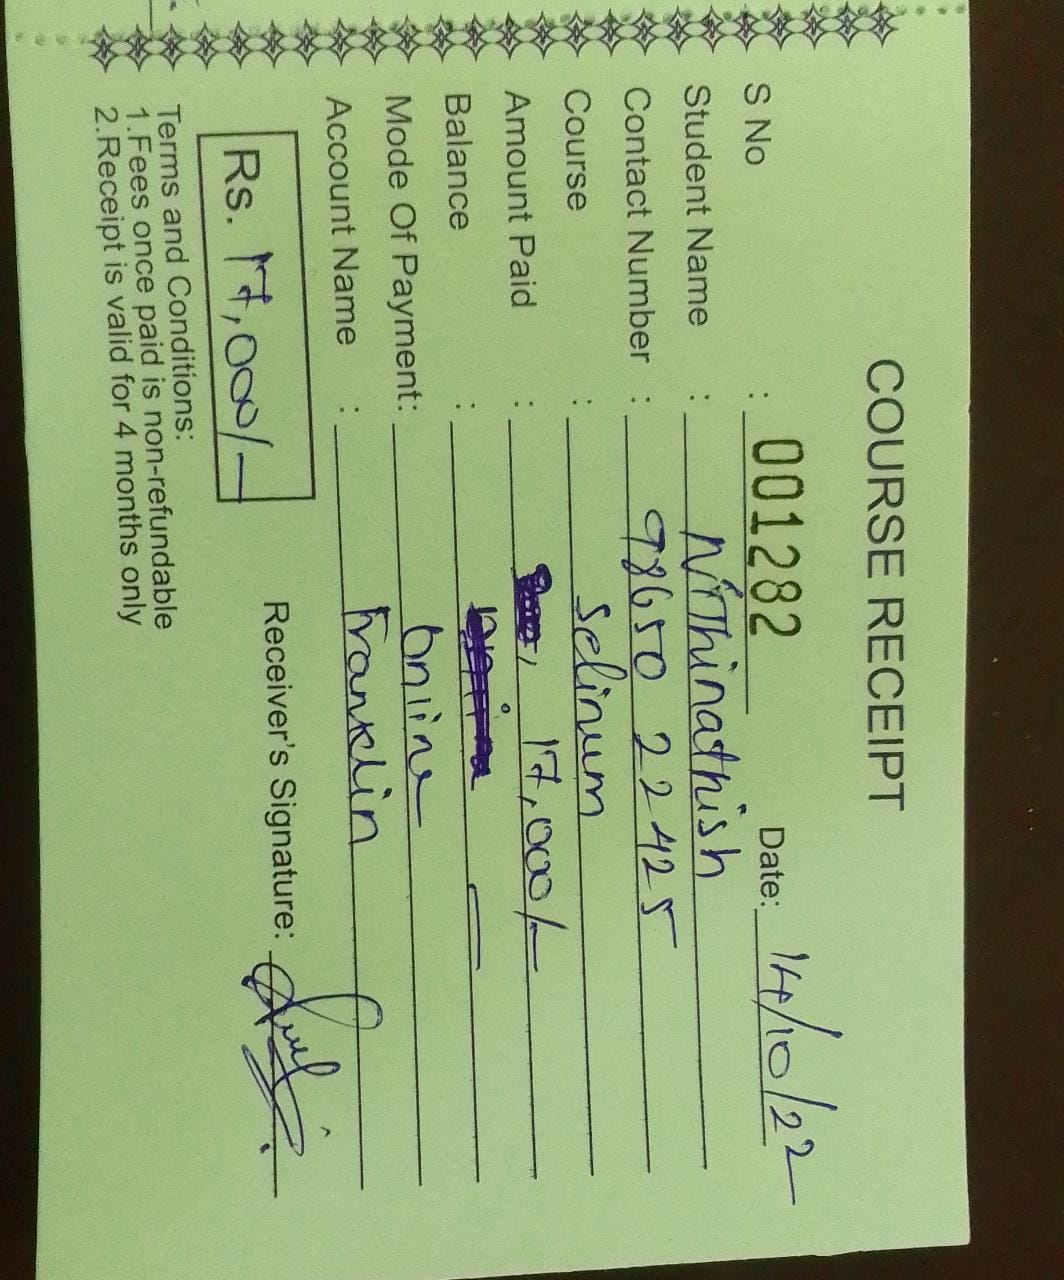 COURSE RECEIPT
S No : 001282 Date: 14/10/22
Student Name : Nithinathish
Contact Number : 98650 22425
Course : Selinum
Amount Paid : 17,000/-
Balance : —
Mode Of Payment: Online
Account Name : Franklin
Rs. 17,000/- Receiver's Signature:
Terms and Conditions:
1.Fees once paid is non-refundable
2.Receipt is valid for 4 months only